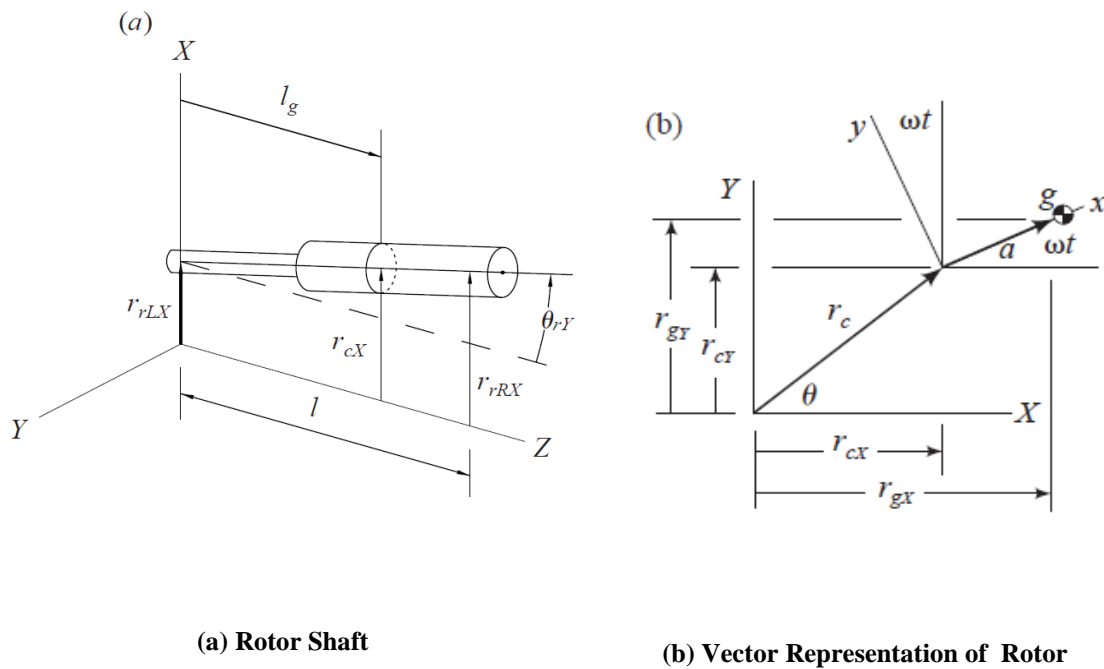 (a)
X
l_g
r_rLX
r_cX
θ_rY
r_rRX
l
Y
Z
(b)
y
ωt
Y
g
x
a
ωt
r_gY
r_cY
r_c
θ
X
r_cX
r_gX
(a) Rotor Shaft
(b) Vector Representation of Rotor